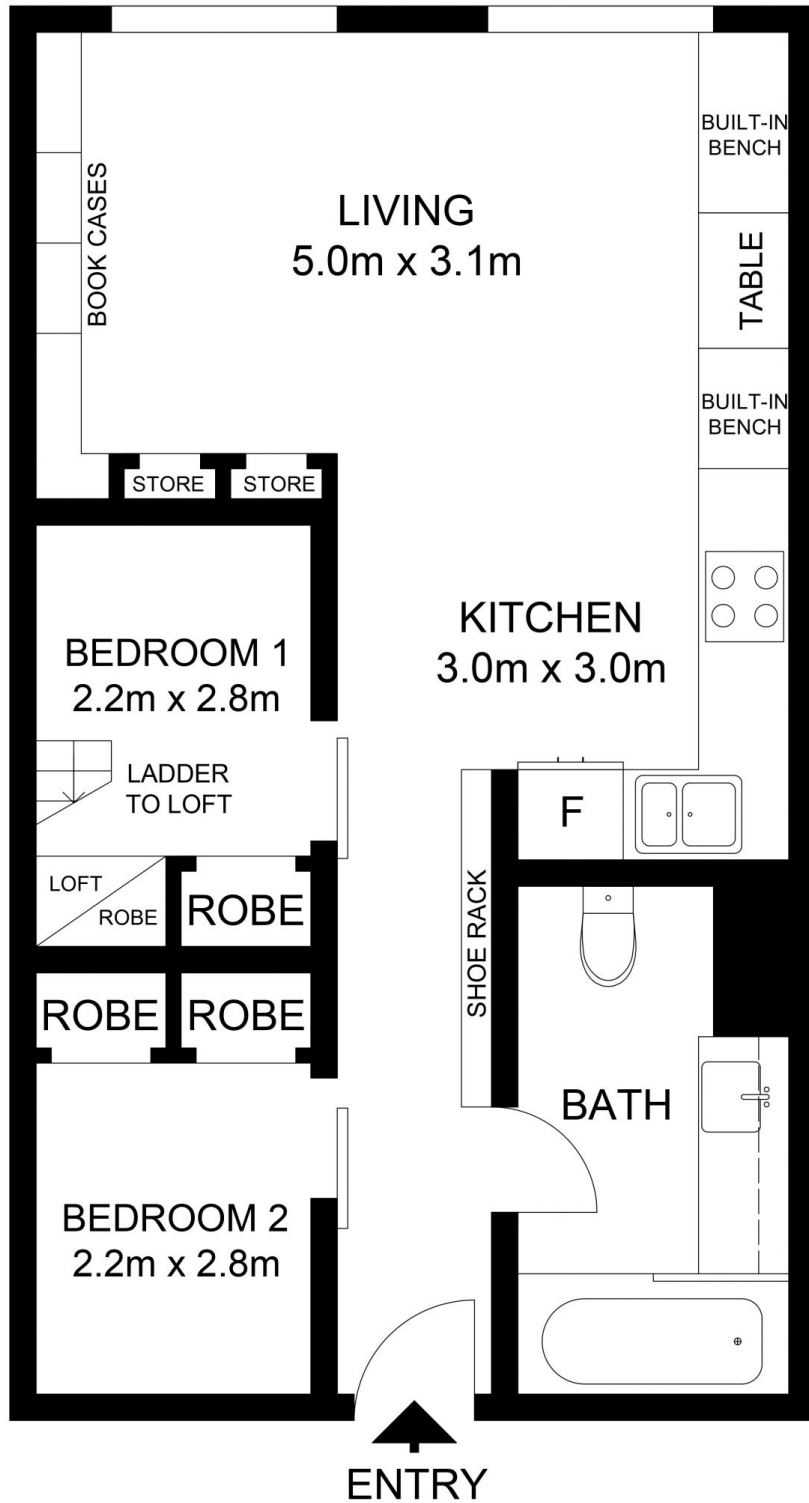 BUILT-IN
BENCH
BOOK CASES
LIVING
5.0m x 3.1m
TABLE
BUILT-IN
BENCH
STORE
STORE
KITCHEN
3.0m x 3.0m
BEDROOM 1
2.2m x 2.8m
LADDER
TO LOFT
F
LOFT
ROBE
ROBE
SHOE RACK
ROBE
ROBE
BATH
BEDROOM 2
2.2m x 2.8m
ENTRY